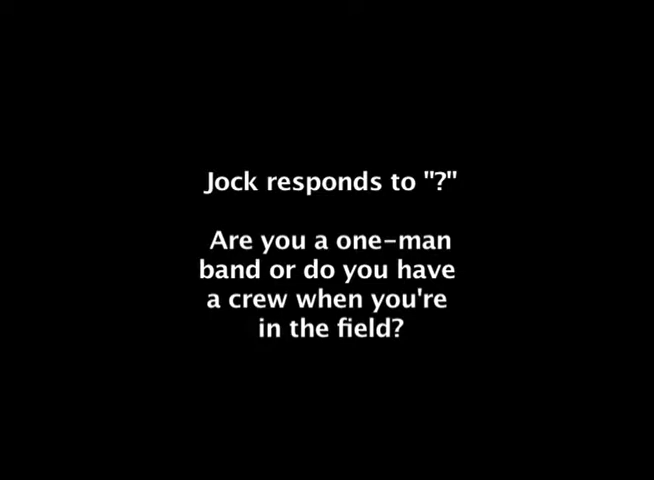 Jock responds to "?"
Are you a one-man
band or do you have
a crew when you're
in the field?